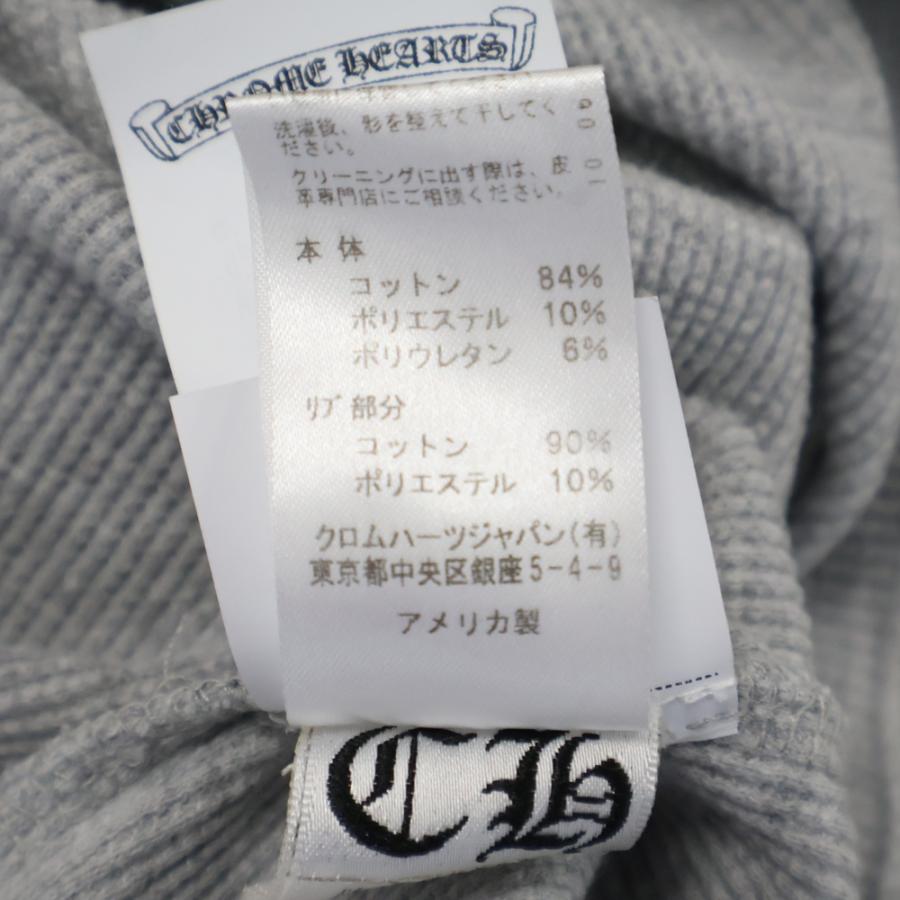 CHROME HEARTS
洗濯後、形を整えて干してく
ださい。
クリーニングに出す際は、皮
革専門店にご相談ください。
本 体
コットン 84%
ポリエステル 10%
ポリウレタン 6%
リブ 部分
コットン 90%
ポリエステル 10%
クロムハーツジャパン(有)
東京都中央区銀座5-4-9
アメリカ製
CH